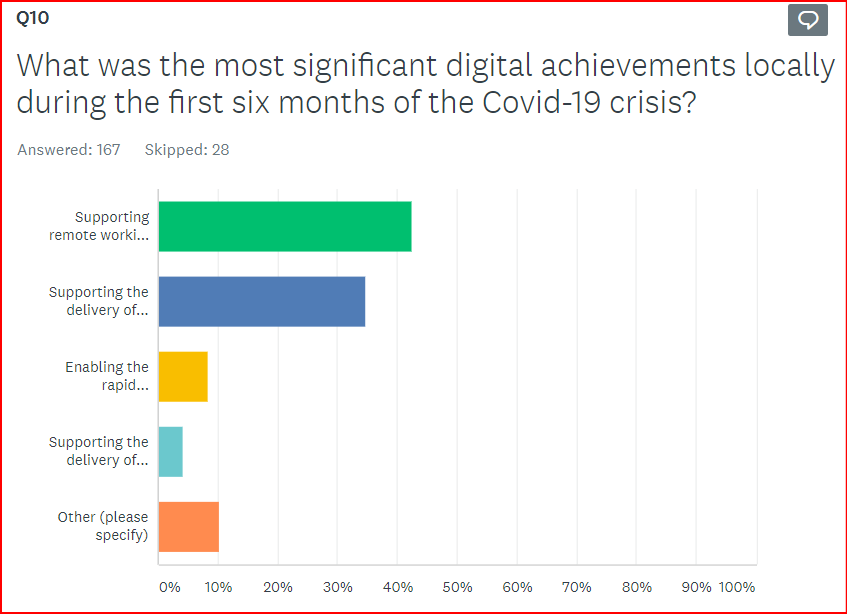 Q10
What was the most significant digital achievements locally
during the first six months of the Covid-19 crisis?
Answered: 167 Skipped: 28
Supporting
remote worki...
Supporting the
delivery of...
Enabling the
rapid...
Supporting the
delivery of...
Other (please
specify)
0% 10% 20% 30% 40% 50% 60% 70% 80% 90% 100%